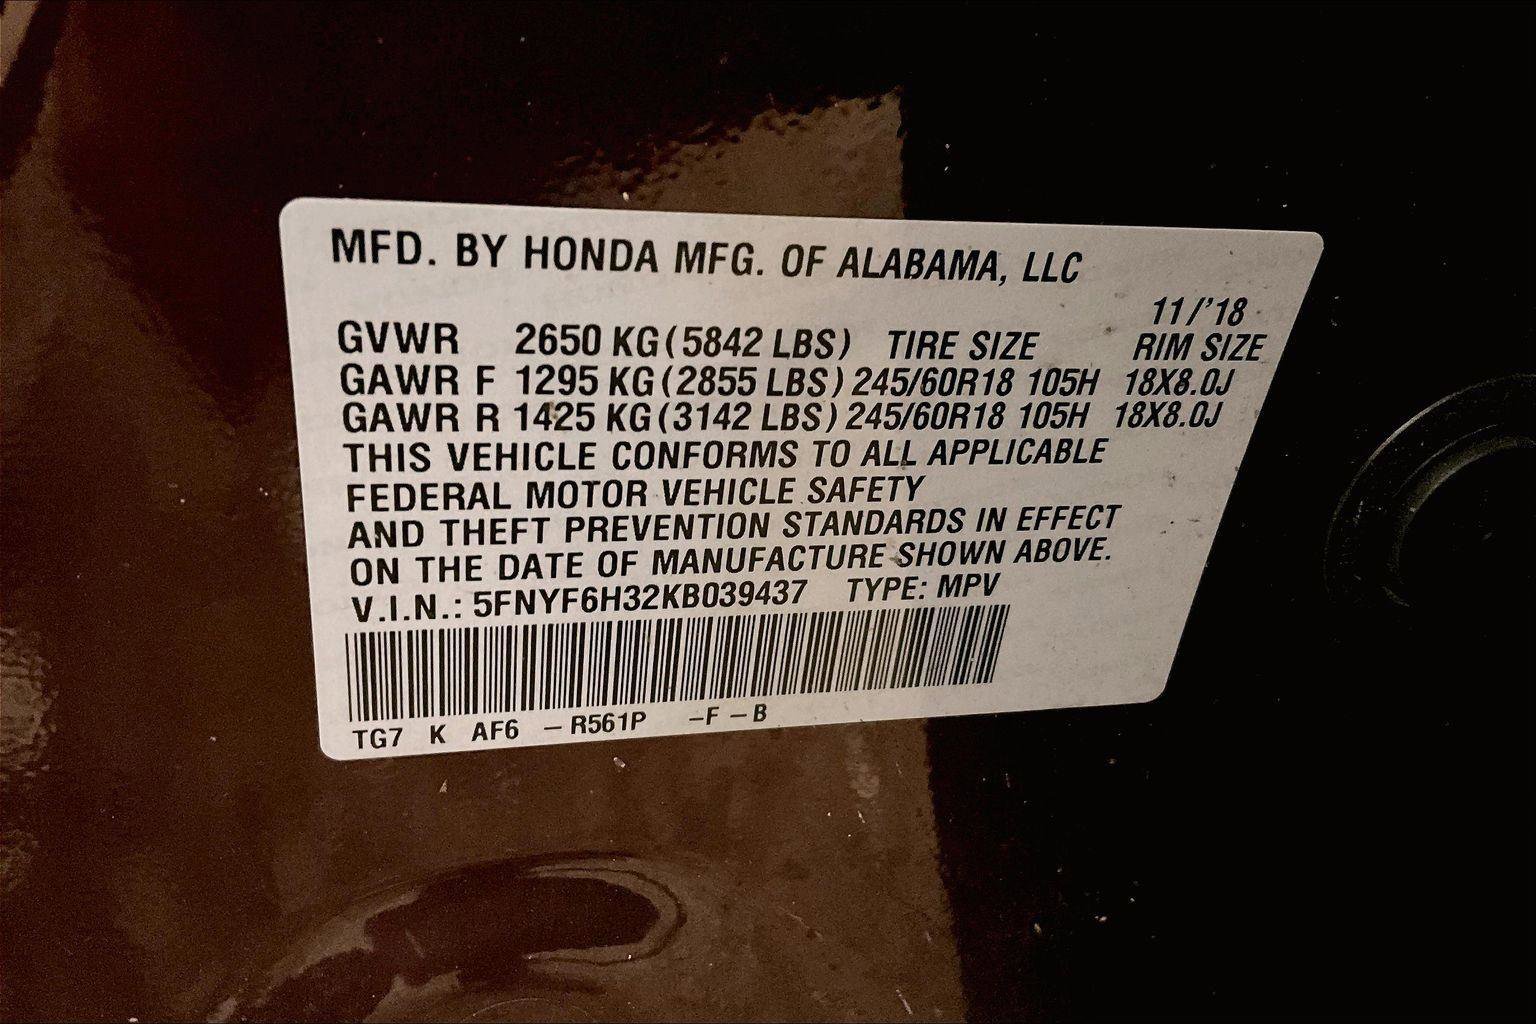 MFD. BY HONDA MFG. OF ALABAMA, LLC
11/'18
GVWR 2650 KG (5842 LBS) TIRE SIZE RIM SIZE
GAWR F 1295 KG (2855 LBS) 245/60R18 105H 18X8.0J
GAWR R 1425 KG (3142 LBS) 245/60R18 105H 18X8.0J
THIS VEHICLE CONFORMS TO ALL APPLICABLE
FEDERAL MOTOR VEHICLE SAFETY
AND THEFT PREVENTION STANDARDS IN EFFECT
ON THE DATE OF MANUFACTURE SHOWN ABOVE.
V.I.N.: 5FNYF6H32KB039437 TYPE: MPV
TG7 K AF6 –R561P –F –B